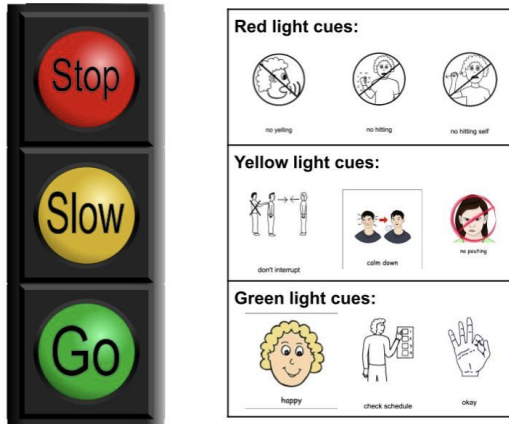 Stop
Slow
Go
Red light cues:
no yelling
no hitting
no hitting self
Yellow light cues:
don't interrupt
calm down
no pouting
Green light cues:
happy
check schedule
okay